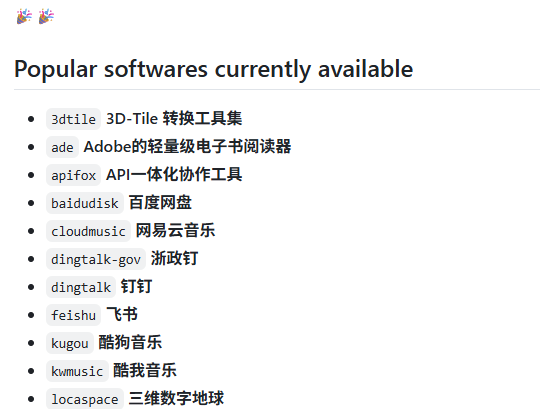 🎉 🎉
Popular softwares currently available
3dtile 3D-Tile 转换工具集
ade Adobe的轻量级电子书阅读器
apifox API一体化协作工具
baidudisk 百度网盘
cloudmusic 网易云音乐
dingtalk-gov 浙政钉
dingtalk 钉钉
feishu 飞书
kugou 酷狗音乐
kwmusic 酷我音乐
locaspace 三维数字地球